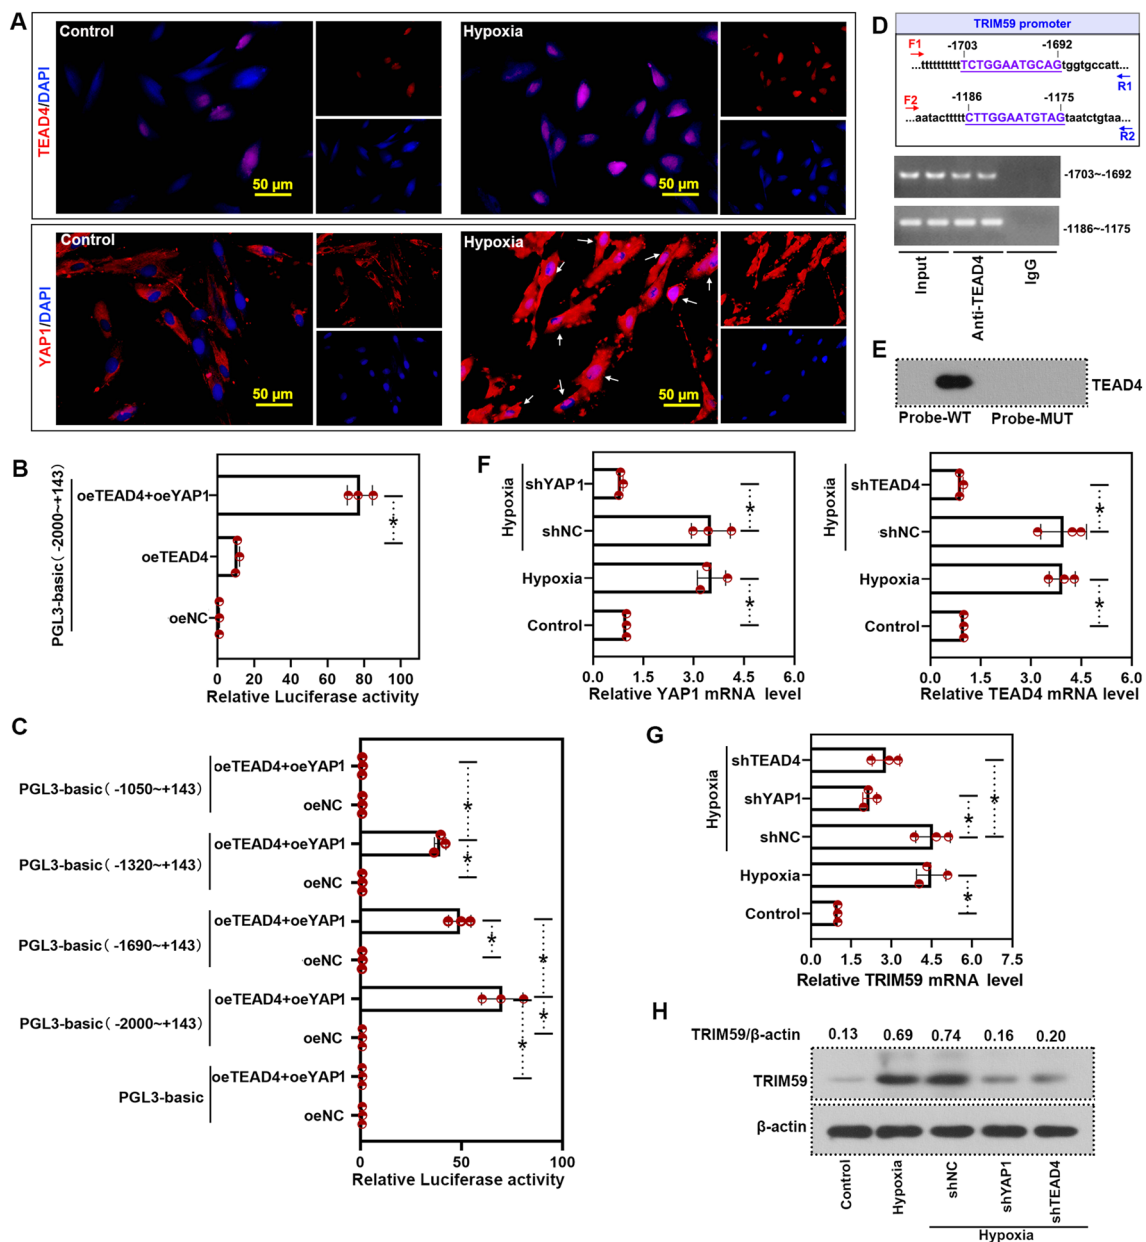 A
TEAD4/DAPI
Control
50 µm
Hypoxia
50 µm
YAP1/DAPI
Control
50 µm
Hypoxia
50 µm
D
TRIM59 promoter
F1
-1703
-1692
...tttttttttttTCTGGAATGCAGtggtgccatt...
R1
F2
-1186
-1175
...aatactttttCTTGGAATGTAGtaatctgtaa...
R2
-1703~-1692
-1186~-1175
Input
Anti-TEAD4
IgG
E
TEAD4
Probe-WT
Probe-MUT
B
PGL3-basic(-2000~+143)
oeTEAD4+oeYAP1
oeTEAD4
oeNC
*
0 20 40 60 80 100
Relative Luciferase activity
F
Hypoxia
shYAP1
shNC
Hypoxia
Control
*
*
0.0 1.5 3.0 4.5 6.0
Relative YAP1 mRNA level
Hypoxia
shTEAD4
shNC
Hypoxia
Control
*
*
0.0 1.5 3.0 4.5 6.0
Relative TEAD4 mRNA level
C
PGL3-basic(-1050~+143)
oeTEAD4+oeYAP1
oeNC
PGL3-basic(-1320~+143)
oeTEAD4+oeYAP1
oeNC
PGL3-basic(-1690~+143)
oeTEAD4+oeYAP1
oeNC
PGL3-basic(-2000~+143)
oeTEAD4+oeYAP1
oeNC
PGL3-basic
oeTEAD4+oeYAP1
oeNC
*
*
*
*
*
*
0 50 100
Relative Luciferase activity
G
Hypoxia
shTEAD4
shYAP1
shNC
Hypoxia
Control
*
*
*
0.0 1.5 3.0 4.5 6.0 7.5
Relative TRIM59 mRNA level
H
TRIM59/β-actin 0.13 0.69 0.74 0.16 0.20
TRIM59
β-actin
Control
Hypoxia
shNC
shYAP1
shTEAD4
Hypoxia